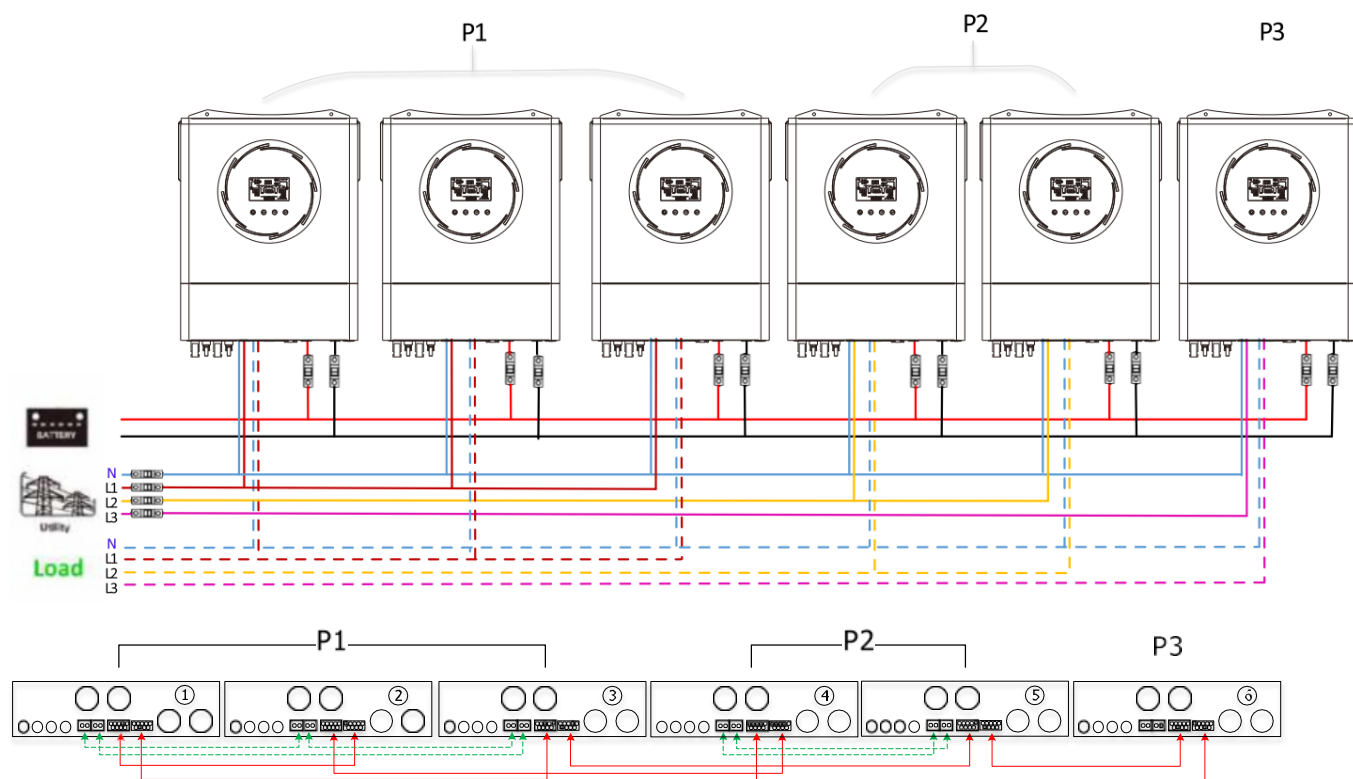 P1 P2 P3
BATTERY
N
L1
L2
L3
Utility
N
L1
L2
L3
Load
P1 P2 P3
① ② ③ ④ ⑤ ⑥